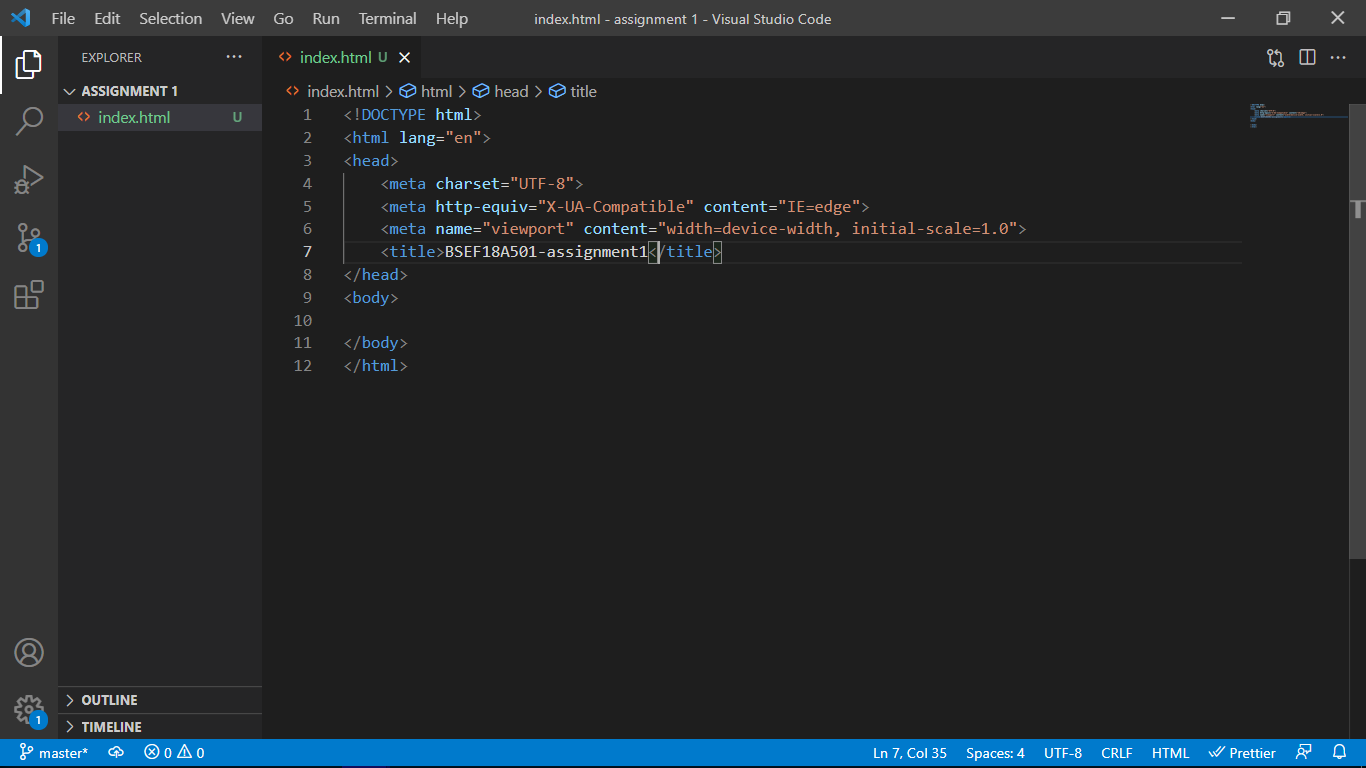 File Edit Selection View Go Run Terminal Help
index.html - assignment 1 - Visual Studio Code
EXPLORER
ASSIGNMENT 1
index.html U
index.html U
index.html > html > head > title
1 <!DOCTYPE html>
2 <html lang="en">
3 <head>
4 <meta charset="UTF-8">
5 <meta http-equiv="X-UA-Compatible" content="IE=edge">
6 <meta name="viewport" content="width=device-width, initial-scale=1.0">
7 <title>BSEF18A501-assignment1</title>
8 </head>
9 <body>
10
11 </body>
12 </html>
1
OUTLINE
1
TIMELINE
master* 0 0 Ln 7, Col 35 Spaces: 4 UTF-8 CRLF HTML Prettier